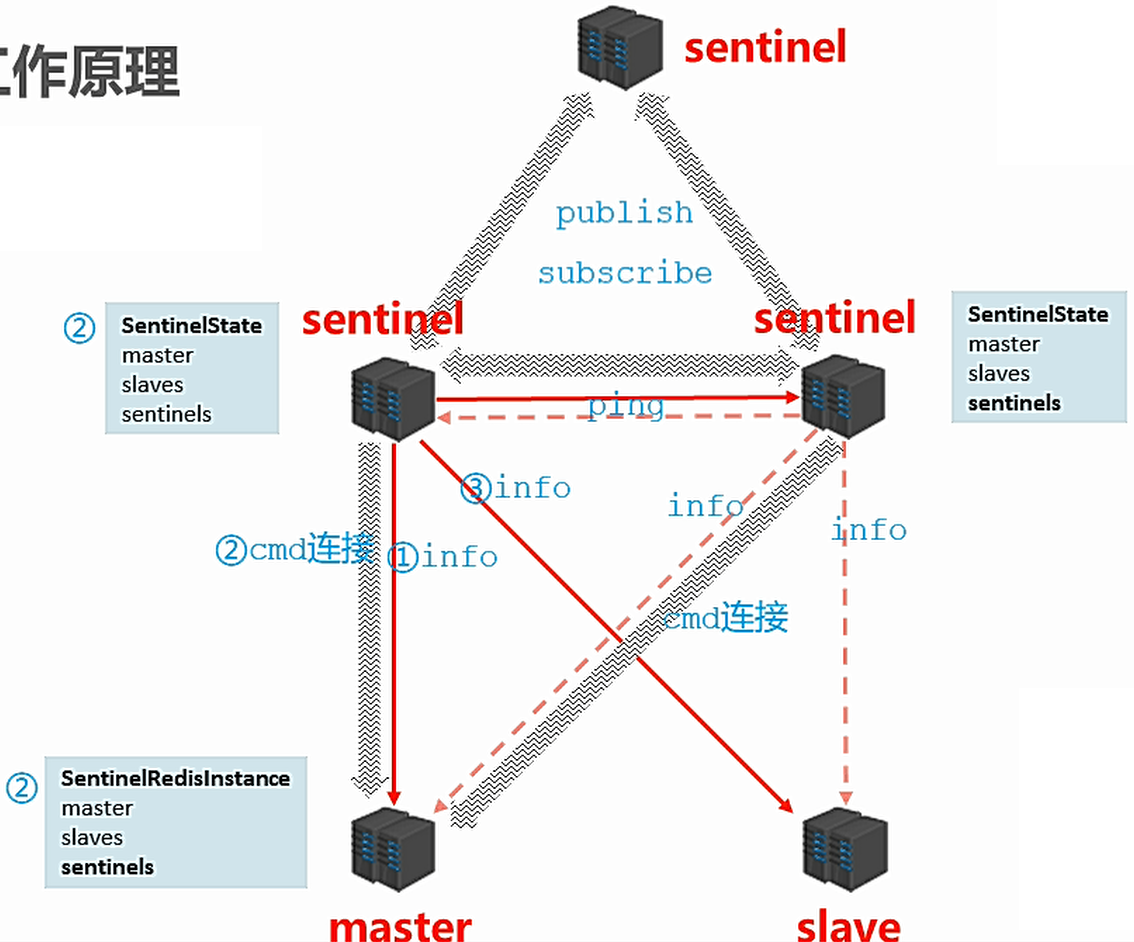 工作原理
sentinel
publish
subscribe
sentinel
sentinel
②
SentinelState
master
slaves
sentinels
SentinelState
master
slaves
sentinels
ping
③info
info
②cmd连接
①info
info
cmd连接
②
SentinelRedisInstance
master
slaves
sentinels
master
slave